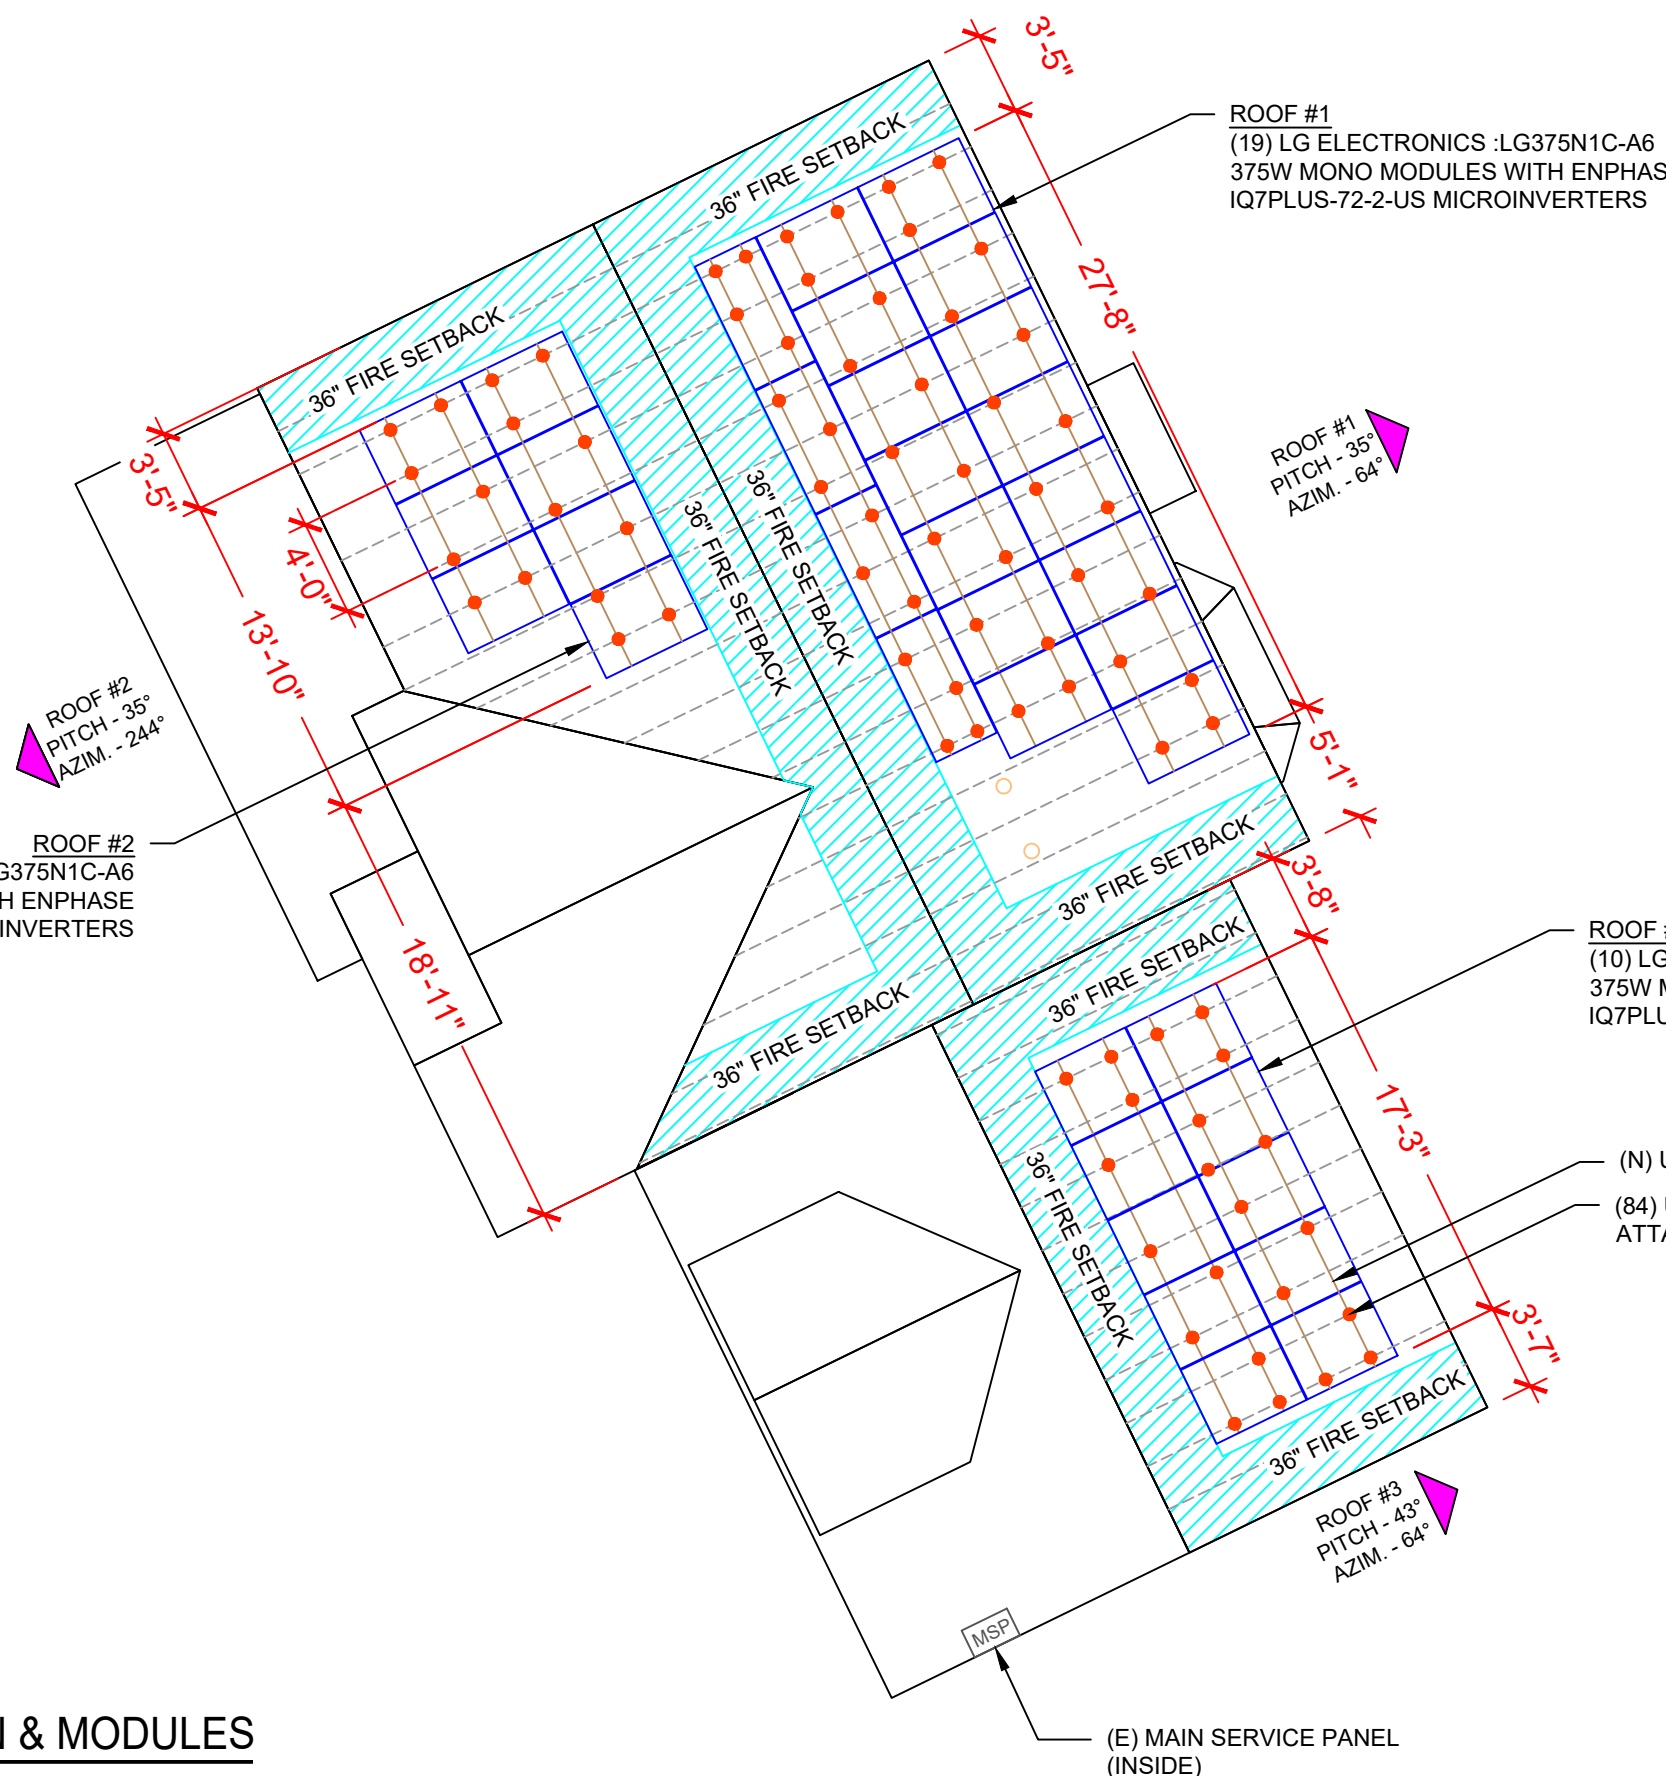 3'-5"
ROOF #1
(19) LG ELECTRONICS :LG375N1C-A6
375W MONO MODULES WITH ENPHAS
IQ7PLUS-72-2-US MICROINVERTERS
36" FIRE SETBACK
27'-8"
36" FIRE SETBACK
3'-5"
4'-0"
13'-10"
36" FIRE SETBACK
36" FIRE SETBACK
ROOF #1
PITCH - 35°
AZIM. - 64°
ROOF #2
PITCH - 35°
AZIM. - 244°
5'-1"
ROOF #2
G375N1C-A6
H ENPHASE
INVERTERS
36" FIRE SETBACK
3'-8"
18'-11"
36" FIRE SETBACK
36" FIRE SETBACK
ROOF #
(10) LG
375W M
IQ7PLU
17'-3"
36" FIRE SETBACK
(N) U
(84) U
ATTA
3'-7"
36" FIRE SETBACK
ROOF #3
PITCH - 43°
AZIM. - 64°
MSP
N & MODULES
(E) MAIN SERVICE PANEL
(INSIDE)